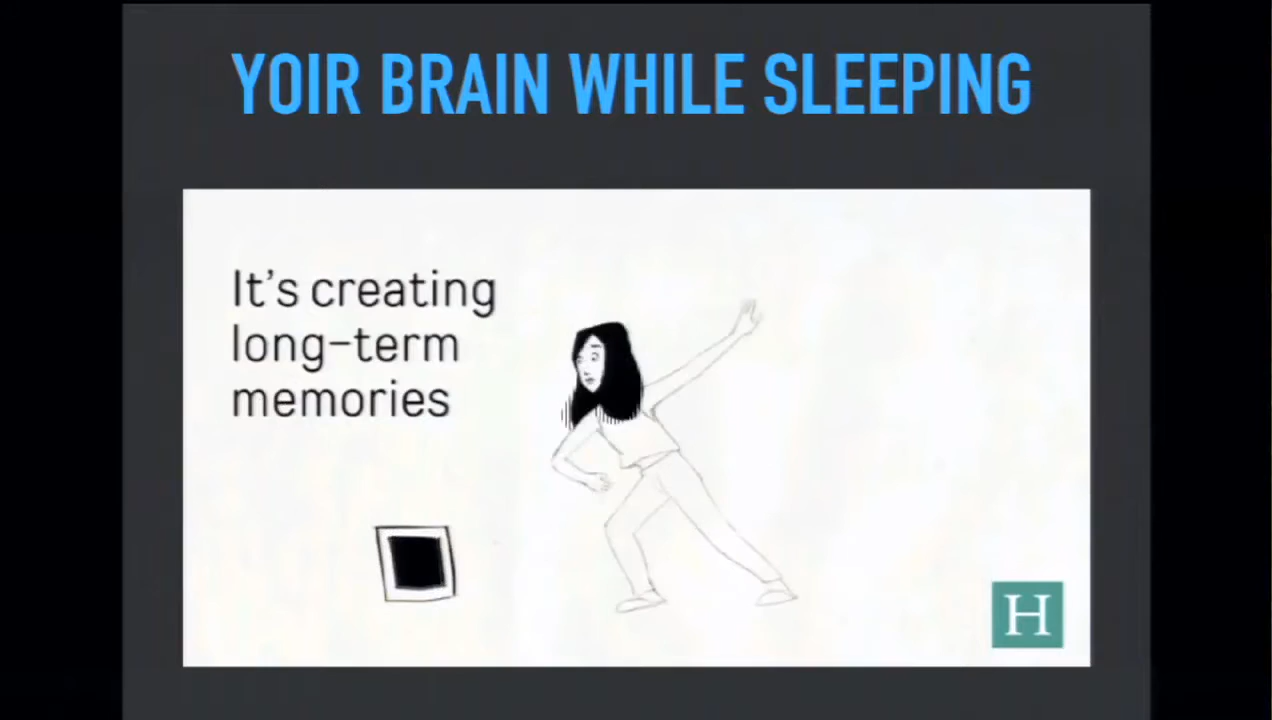 YOIR BRAIN WHILE SLEEPING
It's creating
long-term
memories
H